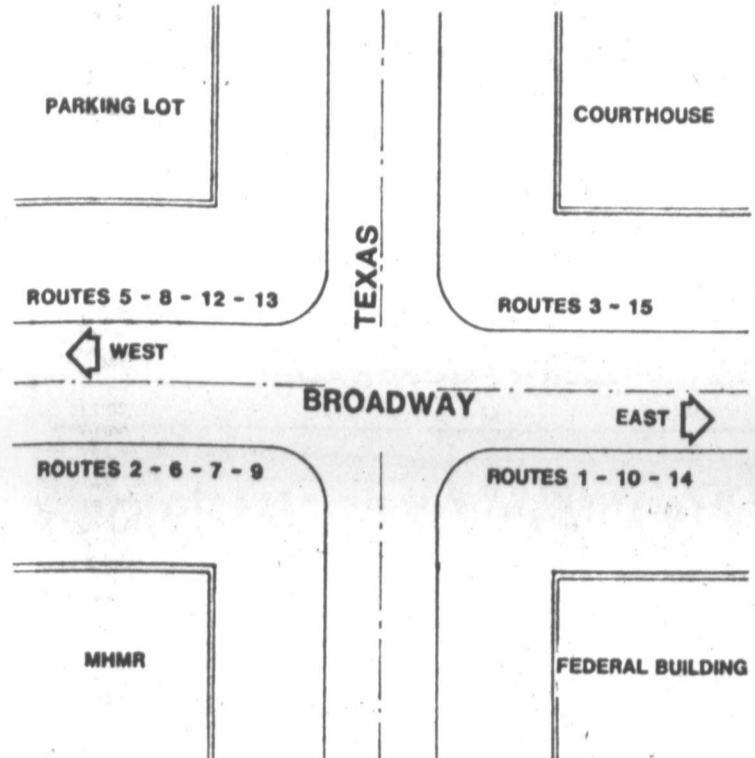 PARKING LOT
COURTHOUSE
TEXAS
ROUTES 5 - 8 - 12 - 13
ROUTES 3 - 15
WEST
BROADWAY
EAST
ROUTES 2 - 6 - 7 - 9
ROUTES 1 - 10 - 14
MHMR
FEDERAL BUILDING